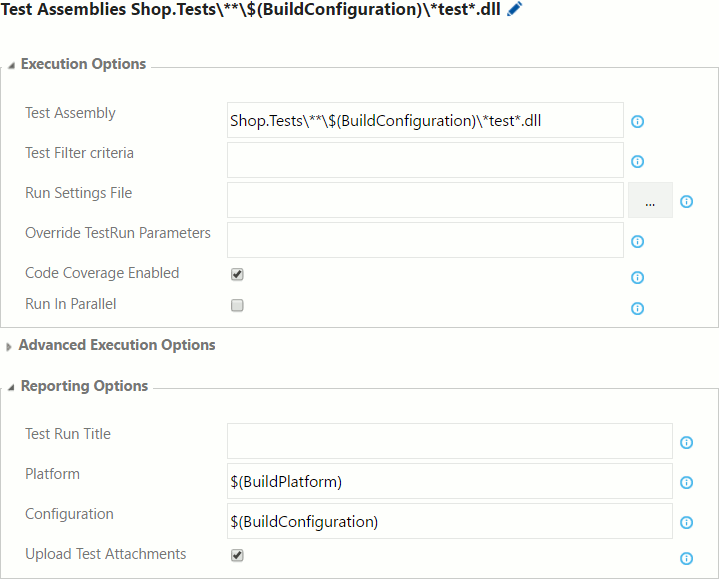 Test Assemblies Shop.Tests\**\$(BuildConfiguration)\*test*.dll
Execution Options
Test Assembly Shop.Tests\**\$(BuildConfiguration)\*test*.dll
Test Filter criteria
Run Settings File ...
Override TestRun Parameters
Code Coverage Enabled
Run In Parallel
Advanced Execution Options
Reporting Options
Test Run Title
Platform $(BuildPlatform)
Configuration $(BuildConfiguration)
Upload Test Attachments